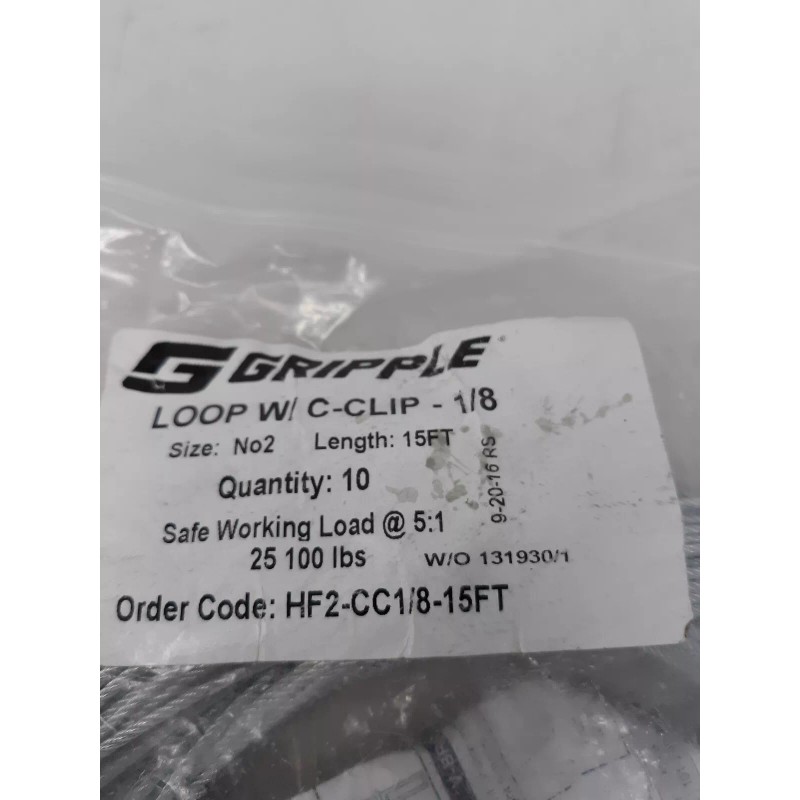 GRIPPLE
LOOP W/ C-CLIP - 1/8
Size: No2 Length: 15FT
Quantity: 10
Safe Working Load @ 5:1
25 100 lbs
W/O 131930/1
9-20-16 RS
Order Code: HF2-CC1/8-15FT